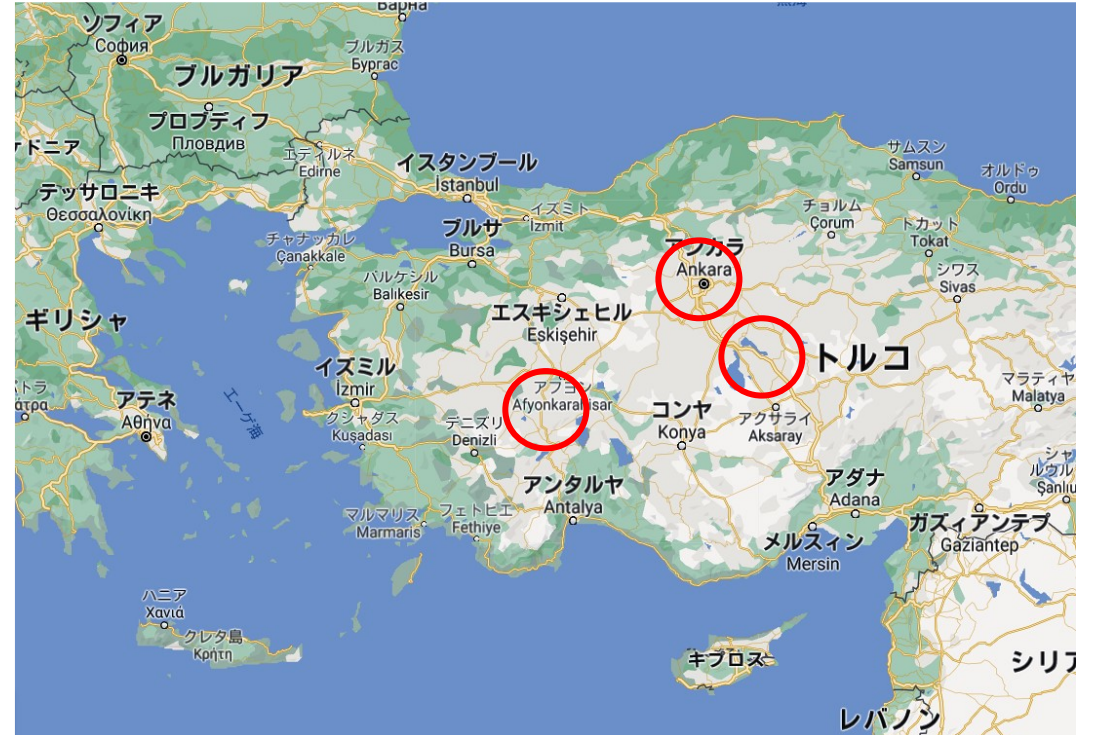 Варна
ソフィア
София
ブルガス
Бургас
ブルガリア
プロブディフ
Пловдив
ケドニア
エディルネ
Edirne
イスタンブール
İstanbul
サムスン
Samsun
オルドゥ
Ordu
テッサロニキ
Θεσσαλονίκη
イズミト
İzmit
チョルム
Çorum
トカット
Tokat
チャナッカレ
Çanakkale
ブルサ
Bursa
アンカラ
Ankara
シワス
Sivas
バルケシル
Balıkesir
エスキシェヒル
Eskişehir
ギリシャ
トルコ
イズミル
İzmir
アフヨン
Afyonkarahisar
マラティヤ
Malatya
アテネ
Αθήνα
エーゲ海
クシャダス
Kuşadası
デニズリ
Denizli
コンヤ
Konya
アクサライ
Aksaray
アンタルヤ
Antalya
アダナ
Adana
マルマリス
Marmaris
フェトヒエ
Fethiye
メルスィン
Mersin
ガズィアンテプ
Gaziantep
ハニア
Χανιά
クレタ島
Κρήτη
キプロス
シリア
レバノン